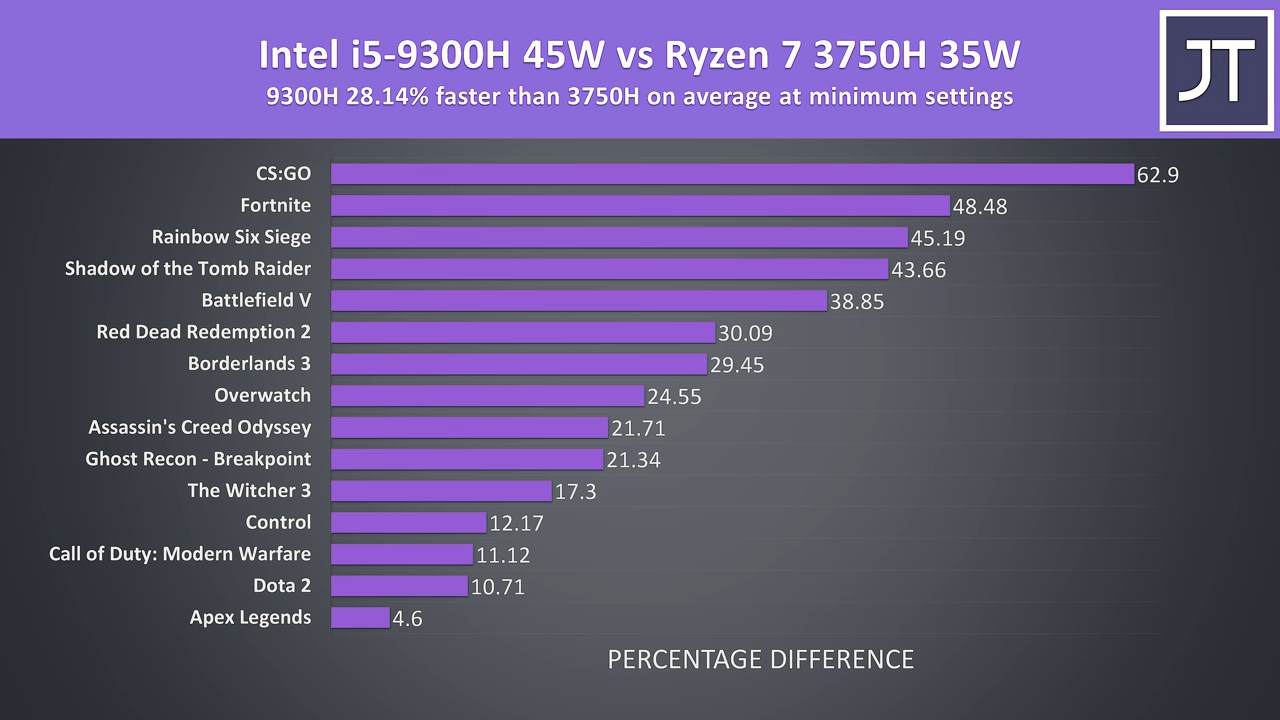 Intel i5-9300H 45W vs Ryzen 7 3750H 35W
9300H 28.14% faster than 3750H on average at minimum settings
JT
CS:GO 62.9
Fortnite 48.48
Rainbow Six Siege 45.19
Shadow of the Tomb Raider 43.66
Battlefield V 38.85
Red Dead Redemption 2 30.09
Borderlands 3 29.45
Overwatch 24.55
Assassin's Creed Odyssey 21.71
Ghost Recon - Breakpoint 21.34
The Witcher 3 17.3
Control 12.17
Call of Duty: Modern Warfare 11.12
Dota 2 10.71
Apex Legends 4.6
PERCENTAGE DIFFERENCE